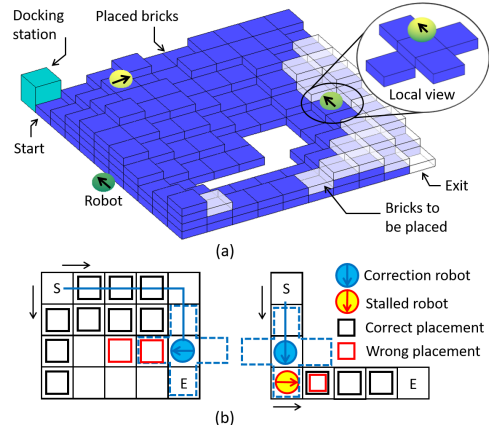 Docking
station
Placed bricks
Local view
Start
Robot
Exit
Bricks to
be placed
(a)
S
E
S
E
Correction robot
Stalled robot
Correct placement
Wrong placement
(b)